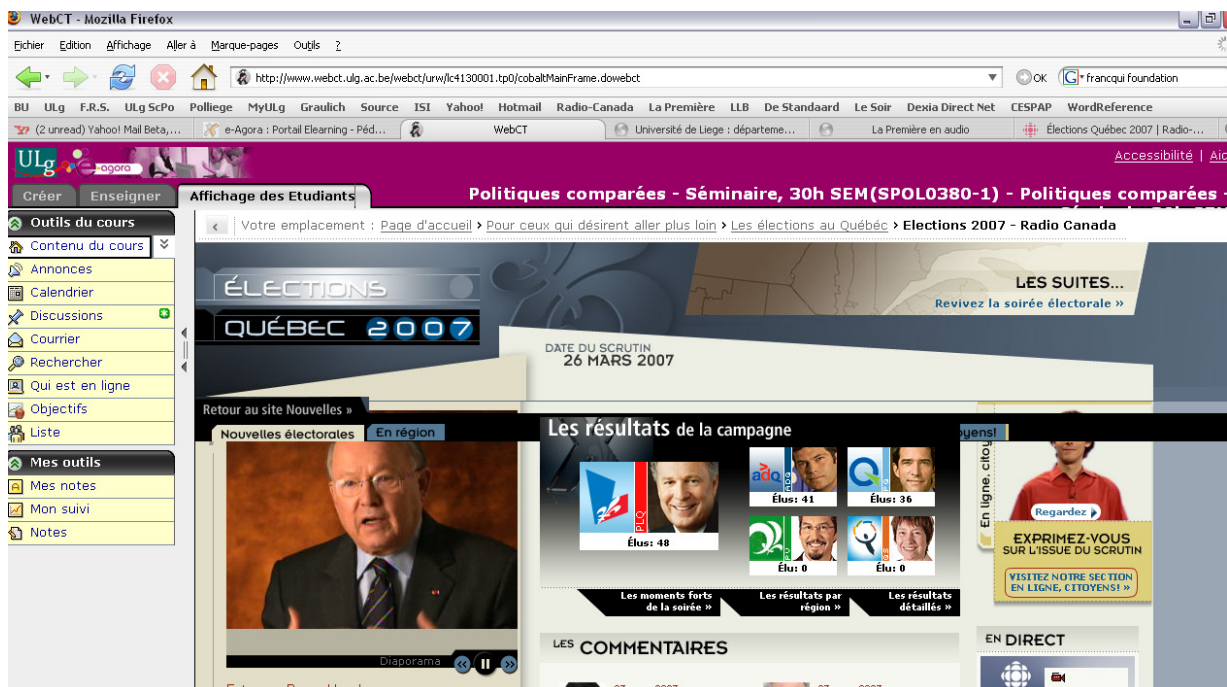 WebCT - Mozilla Firefox
Fichier Edition Affichage Aller à Marque-pages Outils ?
http://www.webct.ulg.ac.be/webct/urw/lc4130001.tp0/cobaltMainFrame.dowebct OK G francqui foundation
BU ULg F.R.S. ULg ScPo Polliege MyULg Graulich Source ISI Yahoo! Hotmail Radio-Canada La Première LLB De Standaard Le Soir Dexia Direct Net CESPAP WordReference
(2 unread) Yahoo! Mail Beta,... e-Agora : Portail Elearning - Péd... WebCT Université de Liege : départeme... La Première en audio Élections Québec 2007 | Radio-...
ULg e-agora
Accessibilité | Aid
Créer Enseigner Affichage des Etudiants Politiques comparées - Séminaire, 30h SEM(SPOL0380-1) - Politiques comparées -
Outils du cours
Contenu du cours
Annonces
Calendrier
Discussions
Courrier
Rechercher
Qui est en ligne
Objectifs
Liste
Mes outils
Mes notes
Mon suivi
Notes
Votre emplacement : Page d'accueil > Pour ceux qui désirent aller plus loin > Les élections au Québéc > Elections 2007 - Radio Canada
ÉLECTIONS
QUÉBEC 2007
LES SUITES...
Revivez la soirée électorale »
DATE DU SCRUTIN
26 MARS 2007
Retour au site Nouvelles »
Nouvelles électorales En région
Diaporama
Les résultats de la campagne
PLQ
Élus: 48
adq
Élus: 41
Élus: 36
Élu: 0
Élu: 0
Les moments forts
de la soirée »
Les résultats par
région »
Les résultats
détaillés »
LES COMMENTAIRES
yens!
En ligne, citoy
Regardez
EXPRIMEZ-VOUS
SUR L'ISSUE DU SCRUTIN
VISITEZ NOTRE SECTION
EN LIGNE, CITOYENS! »
EN DIRECT